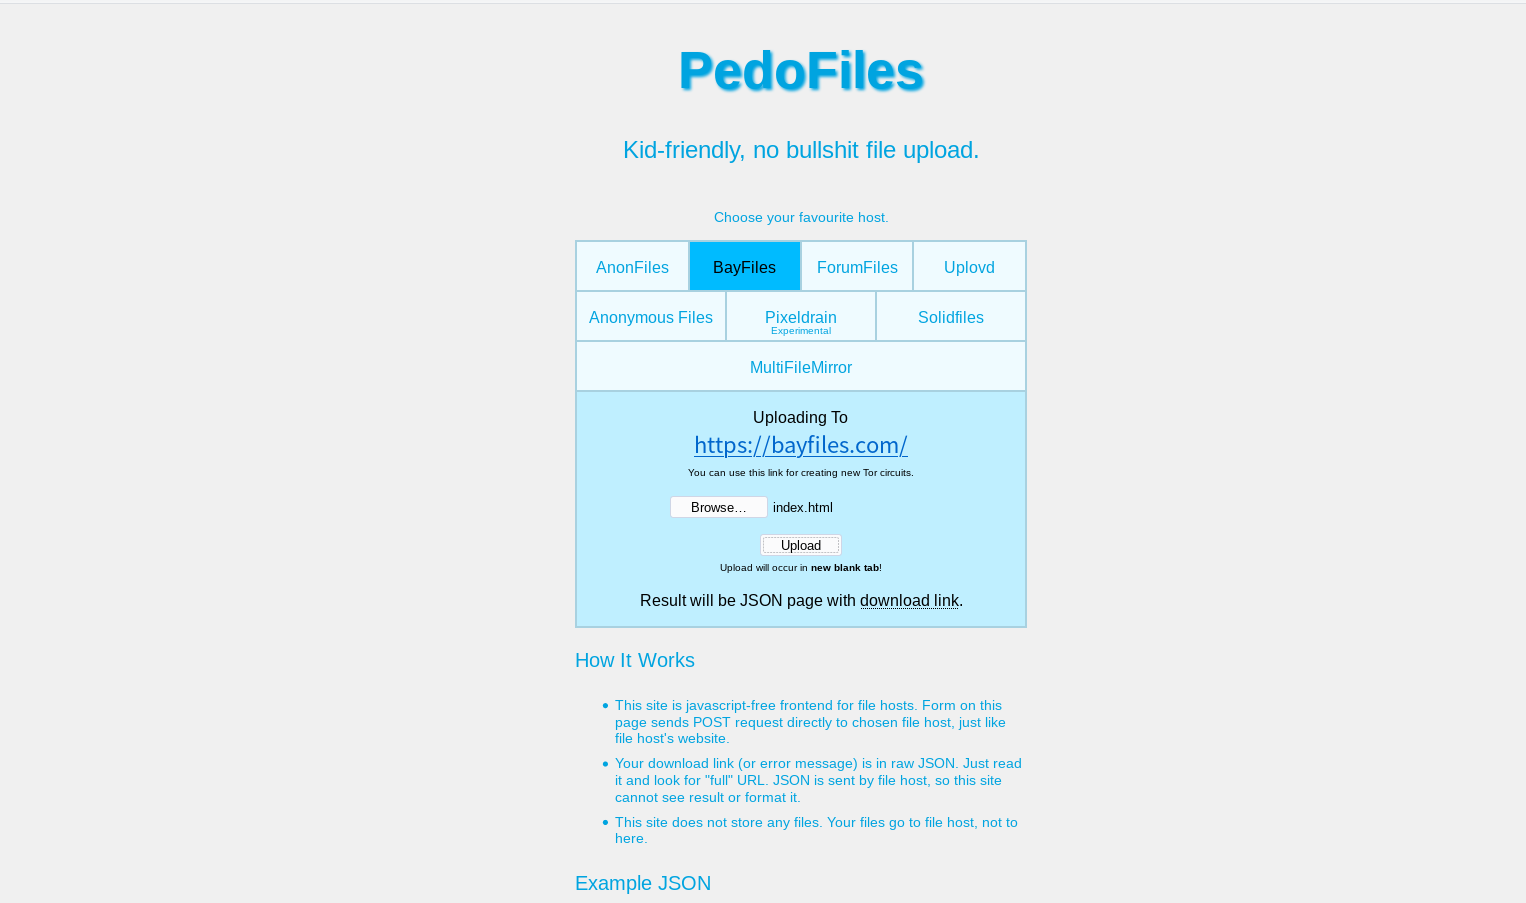 PedoFiles
Kid-friendly, no bullshit file upload.
Choose your favourite host.
AnonFiles
BayFiles
ForumFiles
Uplovd
Anonymous Files
Pixeldrain
Experimental
Solidfiles
MultiFileMirror
Uploading To
https://bayfiles.com/
You can use this link for creating new Tor circuits.
Browse… index.html
Upload
Upload will occur in new blank tab!
Result will be JSON page with download link.
How It Works
This site is javascript-free frontend for file hosts. Form on this
page sends POST request directly to chosen file host, just like
file host's website.
Your download link (or error message) is in raw JSON. Just read
it and look for "full" URL. JSON is sent by file host, so this site
cannot see result or format it.
This site does not store any files. Your files go to file host, not to
here.
Example JSON